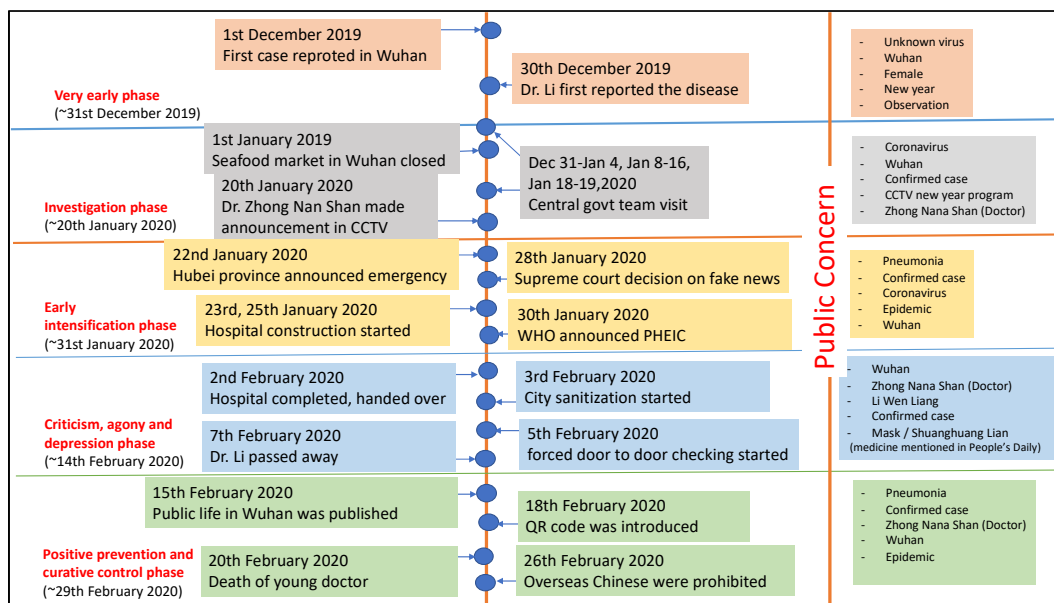 1st December 2019
First case reproted in Wuhan
30th December 2019
Dr. Li first reported the disease
Very early phase
(~31st December 2019)
- Unknown virus
- Wuhan
- Female
- New year
- Observation
1st January 2019
Seafood market in Wuhan closed
Dec 31-Jan 4, Jan 8-16,
Jan 18-19,2020
Central govt team visit
20th January 2020
Dr. Zhong Nan Shan made
announcement in CCTV
Investigation phase
(~20th January 2020)
- Coronavirus
- Wuhan
- Confirmed case
- CCTV new year program
- Zhong Nana Shan (Doctor)
Public Concern
22nd January 2020
Hubei province announced emergency
28th January 2020
Supreme court decision on fake news
23rd, 25th January 2020
Hospital construction started
30th January 2020
WHO announced PHEIC
Early
intensification phase
(~31st January 2020)
- Pneumonia
- Confirmed case
- Coronavirus
- Epidemic
- Wuhan
2nd February 2020
Hospital completed, handed over
3rd February 2020
City sanitization started
7th February 2020
Dr. Li passed away
5th February 2020
forced door to door checking started
Criticism, agony and
depression phase
(~14th February 2020)
- Wuhan
- Zhong Nana Shan (Doctor)
- Li Wen Liang
- Confirmed case
- Mask / Shuanghuang Lian
(medicine mentioned in People's Daily)
15th February 2020
Public life in Wuhan was published
18th February 2020
QR code was introduced
20th February 2020
Death of young doctor
26th February 2020
Overseas Chinese were prohibited
Positive prevention and
curative control phase
(~29th February 2020)
- Pneumonia
- Confirmed case
- Zhong Nana Shan (Doctor)
- Wuhan
- Epidemic